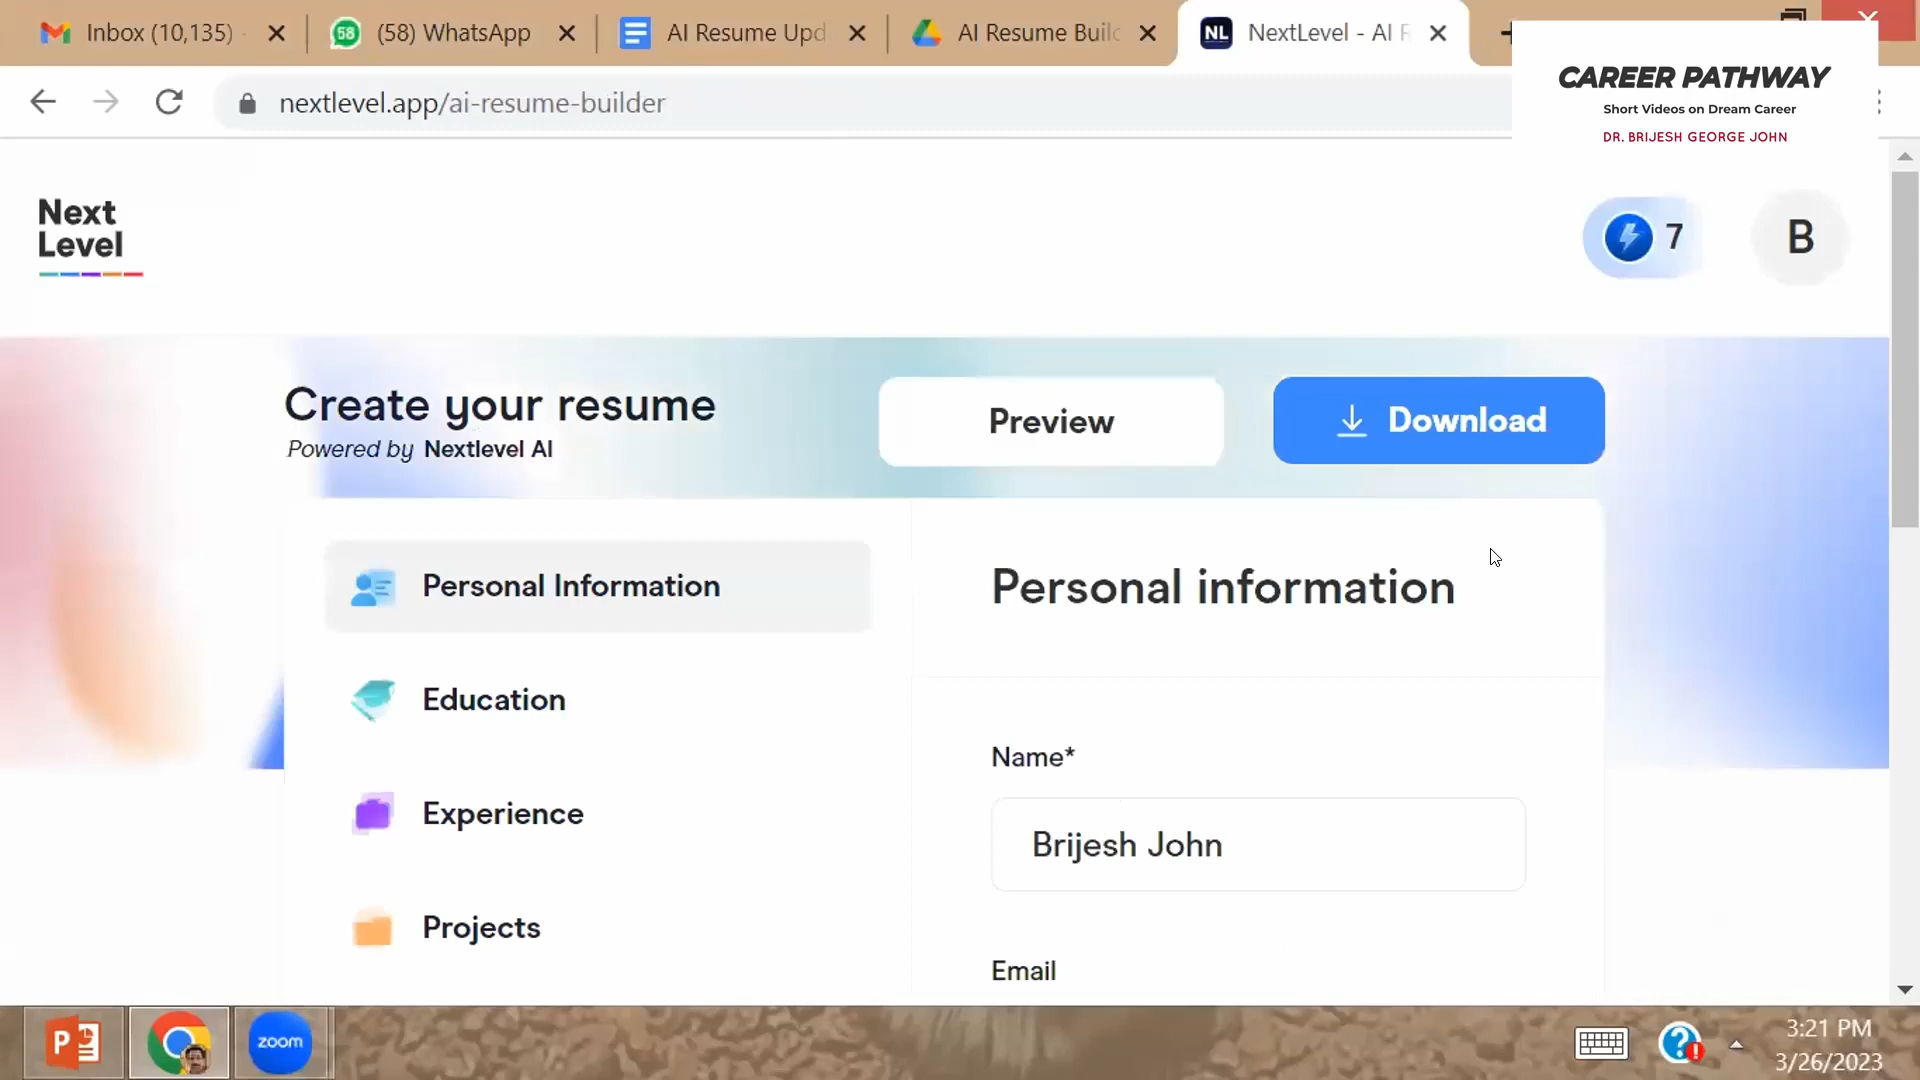 Inbox (10,135)
(58) WhatsApp
AI Resume Upd
AI Resume Builc
NL NextLevel - AI R
58
nextlevel.app/ai-resume-builder
CAREER PATHWAY
Short Videos on Dream Career
DR. BRIJESH GEORGE JOHN
Next
Level
7
B
Create your resume
Powered by Nextlevel AI
Preview
Download
Personal Information
Education
Experience
Projects
Personal information
Name*
Brijesh John
Email
zoom
3:21 PM
3/26/2023